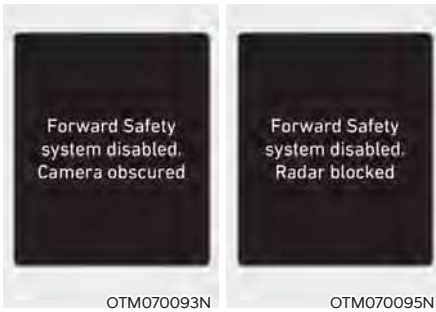 Forward Safety
system disabled.
Camera obscured
OTM070093N
Forward Safety
system disabled.
Radar blocked
OTM070095N